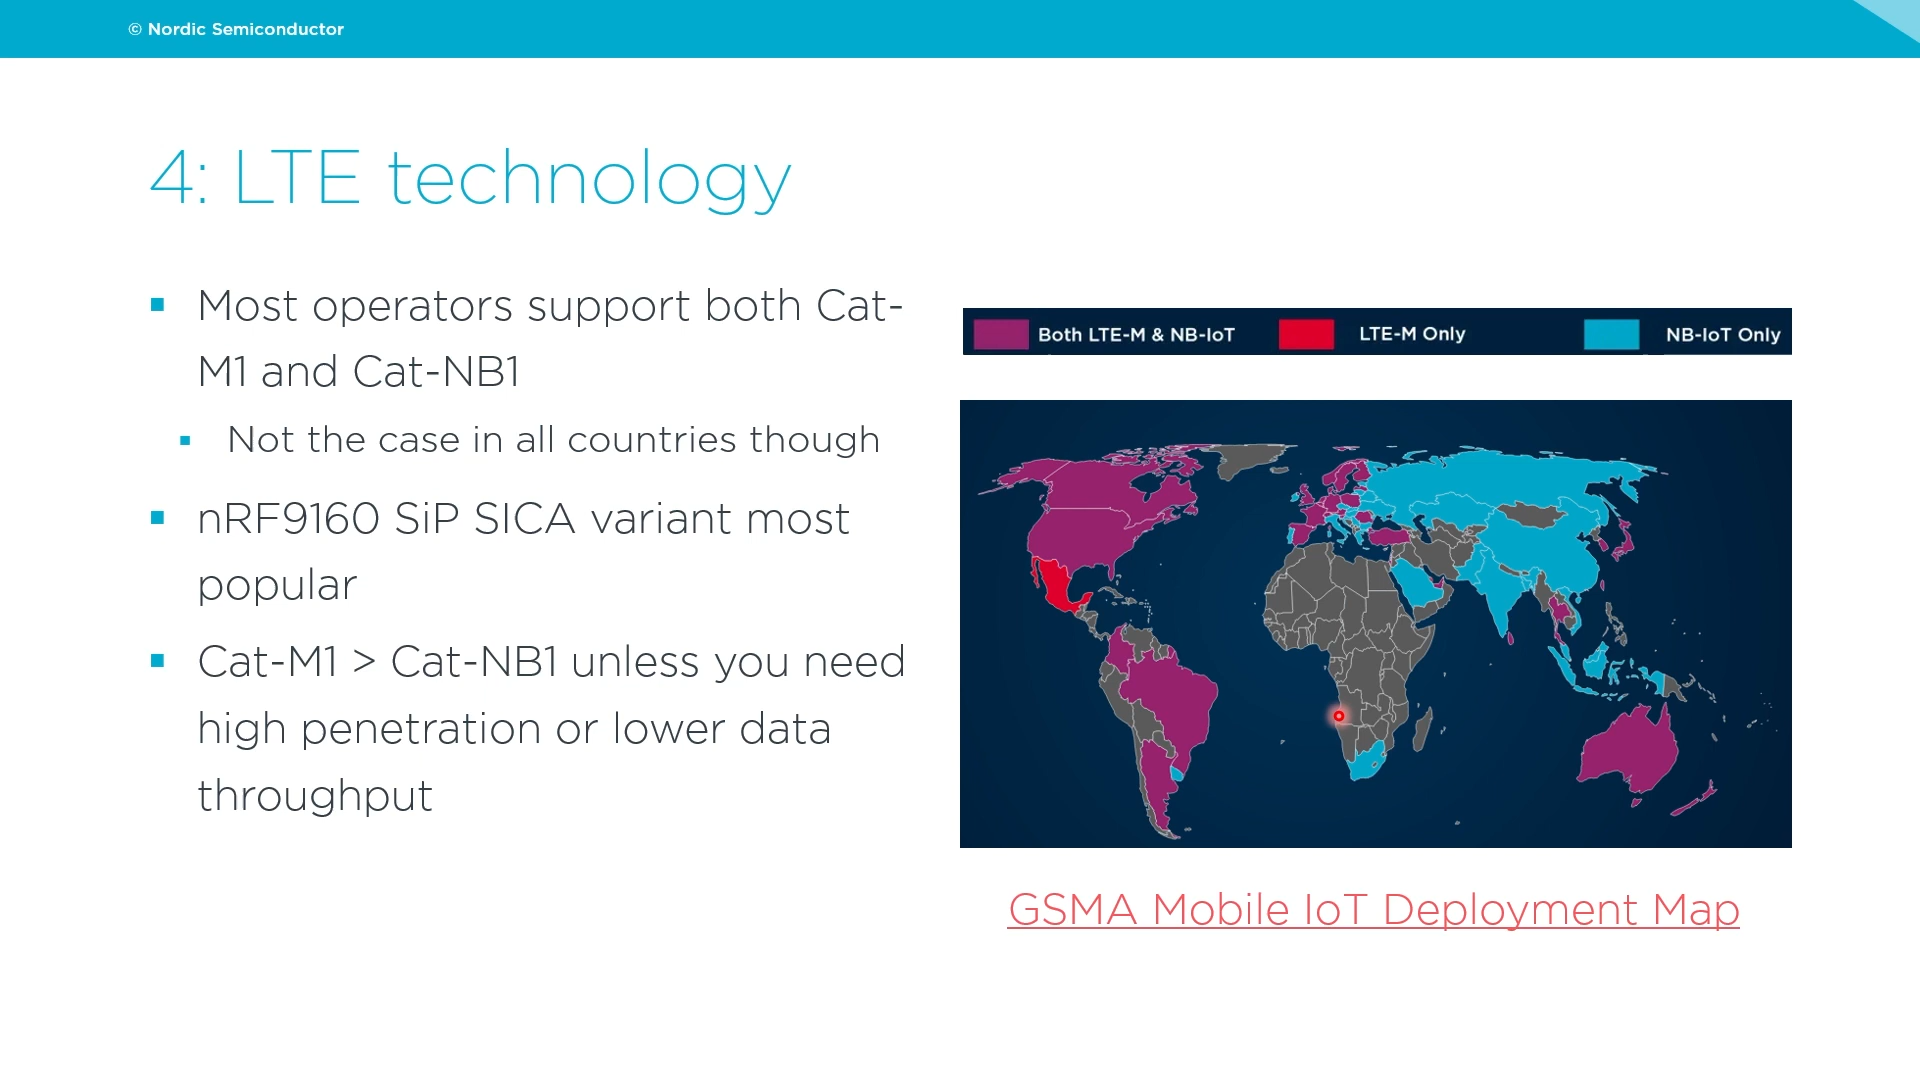 © Nordic Semiconductor
4: LTE technology
Most operators support both Cat-
M1 and Cat-NB1
Not the case in all countries though
nRF9160 SiP SICA variant most
popular
Cat-M1 > Cat-NB1 unless you need
high penetration or lower data
throughput
Both LTE-M & NB-IoT LTE-M Only NB-IoT Only
GSMA Mobile IoT Deployment Map